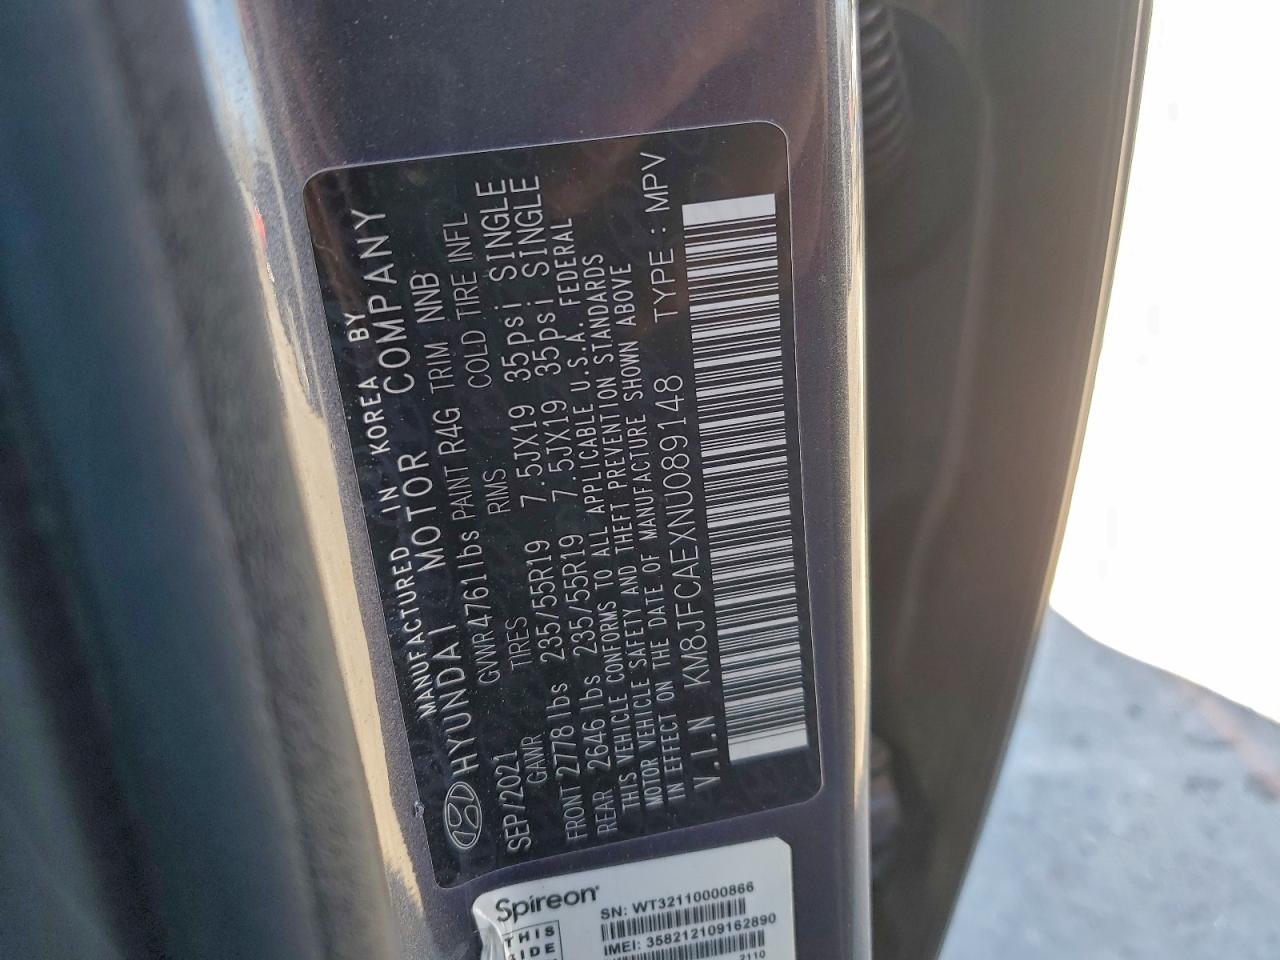 MANUFACTURED IN KOREA BY
HYUNDAI MOTOR COMPANY
SEP/2021 GVWR 4761lbs PAINT R4G TRIM NNB
GAWR TIRES RIMS COLD TIRE INFL
FRONT 2778lbs 235/55R19 7.5JX19 35psi SINGLE
REAR 2646lbs 235/55R19 7.5JX19 35psi SINGLE
THIS VEHICLE CONFORMS TO ALL APPLICABLE U.S.A. FEDERAL
MOTOR VEHICLE SAFETY AND THEFT PREVENTION STANDARDS
IN EFFECT ON THE DATE OF MANUFACTURE SHOWN ABOVE
V.I.N KM8JFCAEXNU089148 TYPE : MPV
Spireon
SN: WT32110000866
THIS
IDE
IMEI: 358212109162890
2110